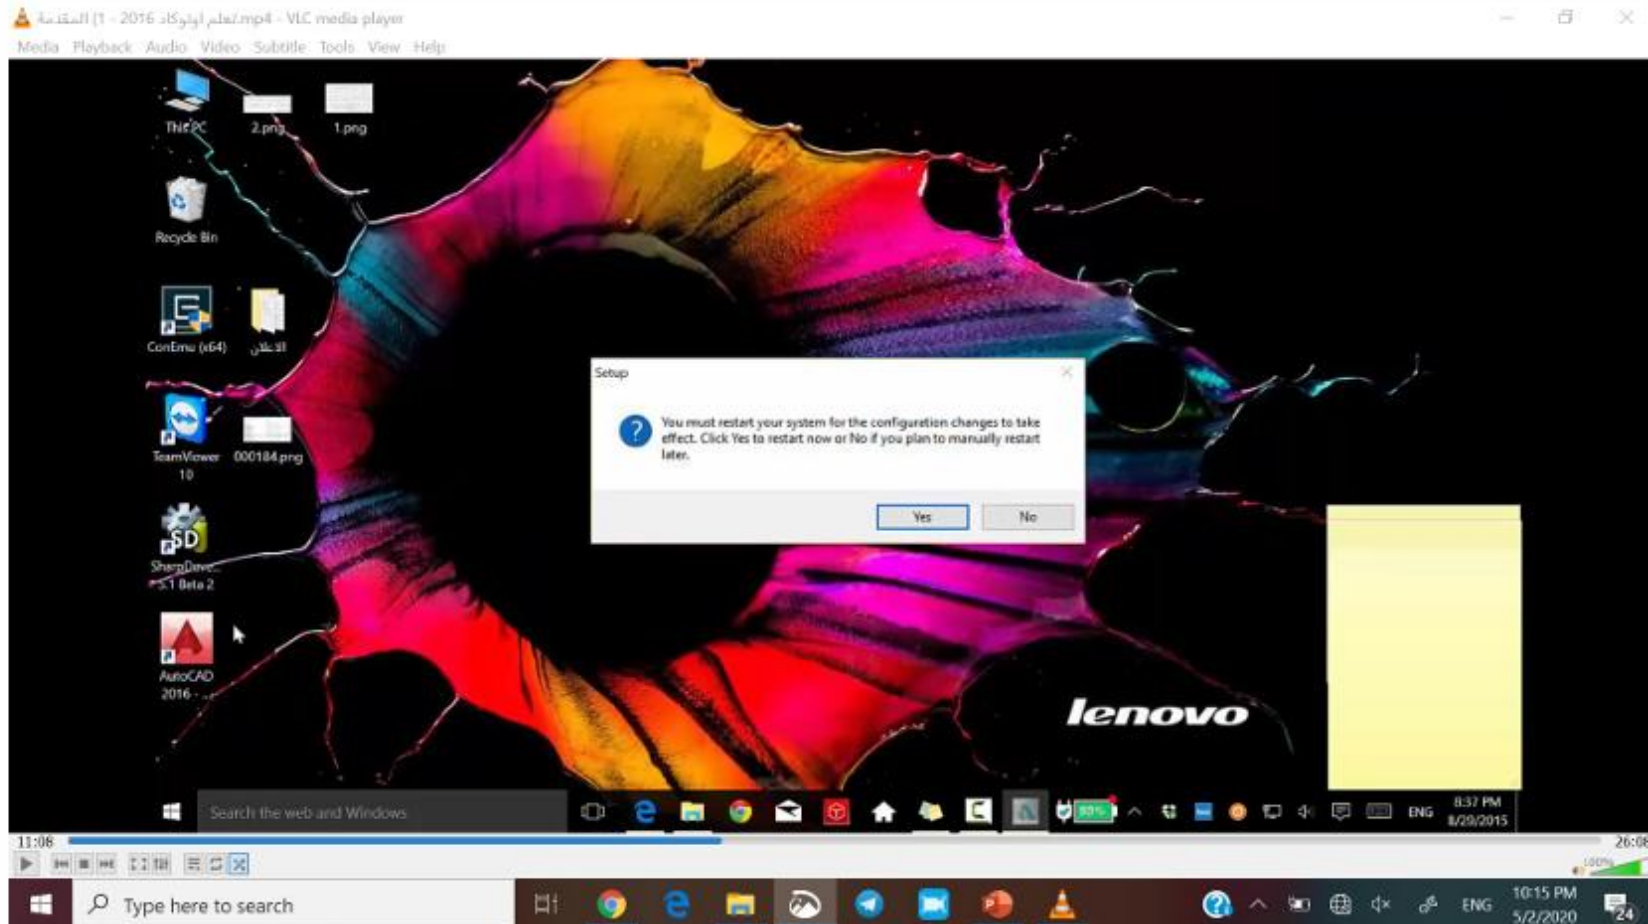 المقدمة (1 - 2016 تعلم اوتوكاد.mp4 - VLC media player
Media Playback Audio Video Subtitle Tools View Help
This PC
2.png
1.png
Recycle Bin
ConEmu (x64)
الاعلان
TeamViewer
10
000184.png
SD
SharpDeve...
5.1 Beta 2
AutoCAD
2016 - ...
Setup
You must restart your system for the configuration changes to take
effect. Click Yes to restart now or No if you plan to manually restart
later.
Yes
No
lenovo
Search the web and Windows
ENG
8:37 PM
8/29/2015
11:08
26:08
100%
Type here to search
ENG
10:15 PM
5/2/2020